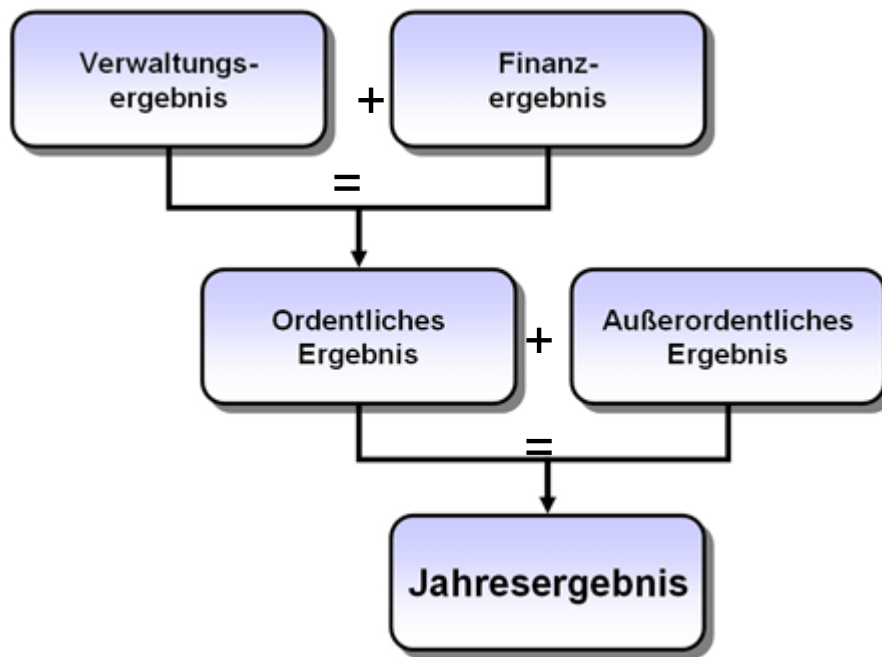 Verwaltungs-
ergebnis
+
Finanz-
ergebnis
=
Ordentliches
Ergebnis
+
Außerordentliches
Ergebnis
=
Jahresergebnis